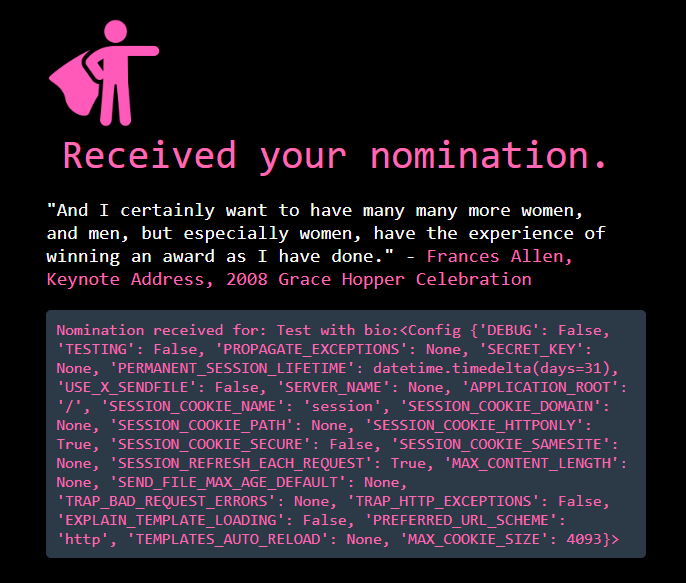 Received your nomination.
"And I certainly want to have many many more women,
and men, but especially women, have the experience of
winning an award as I have done." - Frances Allen,
Keynote Address, 2008 Grace Hopper Celebration
Nomination received for: Test with bio:<Config {'DEBUG': False,
'TESTING': False, 'PROPAGATE_EXCEPTIONS': None, 'SECRET_KEY':
None, 'PERMANENT_SESSION_LIFETIME': datetime.timedelta(days=31),
'USE_X_SENDFILE': False, 'SERVER_NAME': None, 'APPLICATION_ROOT':
'/', 'SESSION_COOKIE_NAME': 'session', 'SESSION_COOKIE_DOMAIN':
None, 'SESSION_COOKIE_PATH': None, 'SESSION_COOKIE_HTTPONLY':
True, 'SESSION_COOKIE_SECURE': False, 'SESSION_COOKIE_SAMESITE':
None, 'SESSION_REFRESH_EACH_REQUEST': True, 'MAX_CONTENT_LENGTH':
None, 'SEND_FILE_MAX_AGE_DEFAULT': None,
'TRAP_BAD_REQUEST_ERRORS': None, 'TRAP_HTTP_EXCEPTIONS': False,
'EXPLAIN_TEMPLATE_LOADING': False, 'PREFERRED_URL_SCHEME':
'http', 'TEMPLATES_AUTO_RELOAD': None, 'MAX_COOKIE_SIZE': 4093}>